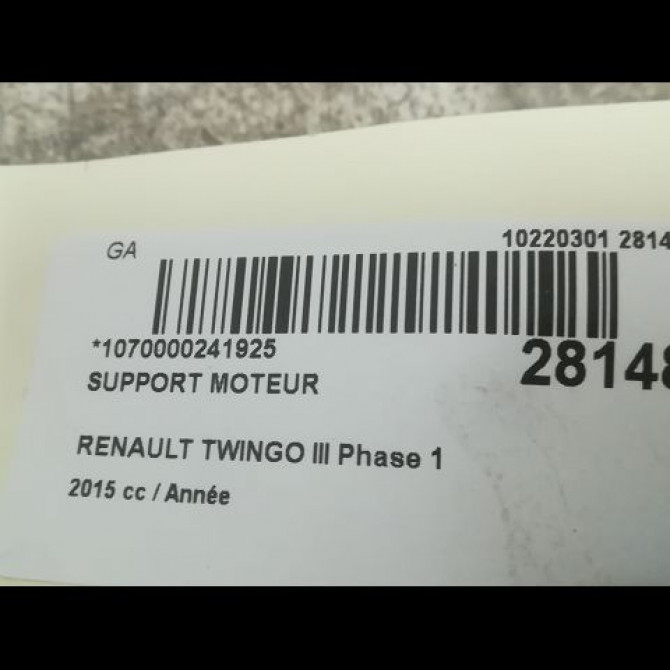 GA
10220301 2814
*1070000241925
28148
SUPPORT MOTEUR
RENAULT TWINGO III Phase 1
2015 cc / Année